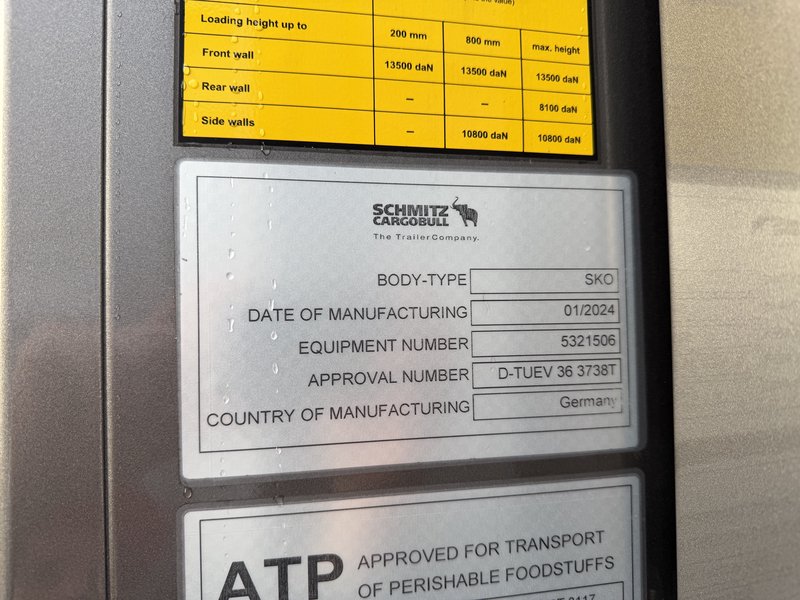 Loading height up to 200 mm 800 mm max. height
Front wall 13500 daN 13500 daN 13500 daN
Rear wall – – 8100 daN
Side walls – 10800 daN 10800 daN
SCHMITZ
CARGOBULL
The Trailer Company.
BODY-TYPE SKO
DATE OF MANUFACTURING 01/2024
EQUIPMENT NUMBER 5321506
APPROVAL NUMBER D-TUEV 36 3738T
COUNTRY OF MANUFACTURING Germany
ATP APPROVED FOR TRANSPORT
OF PERISHABLE FOODSTUFFS